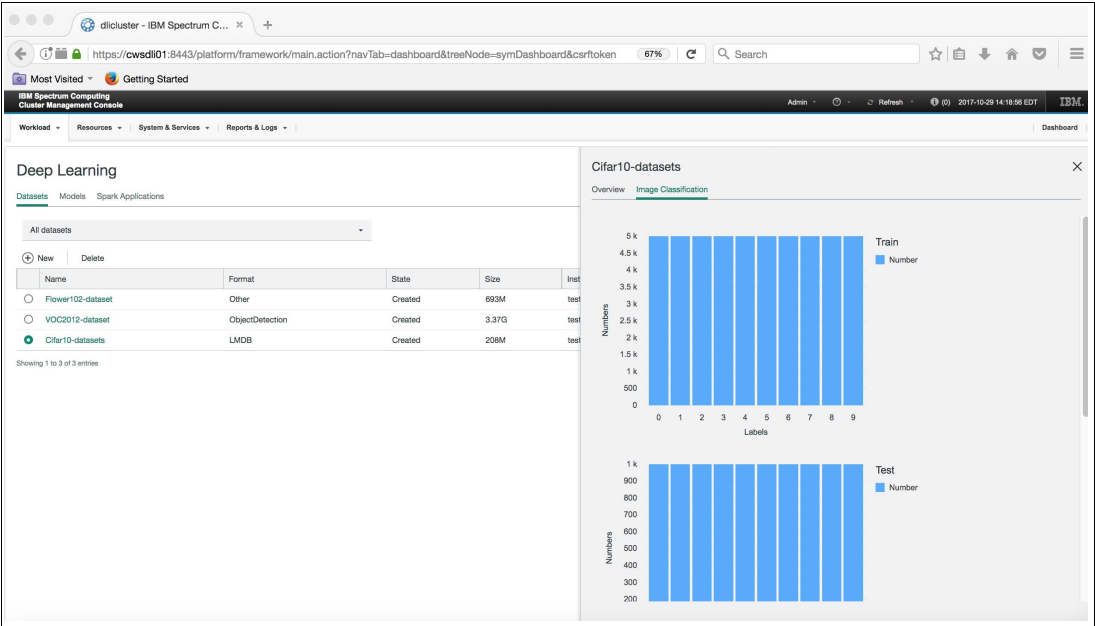 dlicluster - IBM Spectrum C... × +
https://cwsdli01:8443/platform/framework/main.action?navTab=dashboard&treeNode=symDashboard&csrftoken 67% Search
Most Visited Getting Started
IBM Spectrum Computing
Cluster Management Console
Admin ? Refresh (0) 2017-10-29 14:18:56 EDT IBM.
Workload Resources System & Services Reports & Logs Dashboard
Deep Learning
Datasets Models Spark Applications
All datasets
New Delete
Name Format State Size Inst
Flower102-dataset Other Created 693M test
VOC2012-dataset ObjectDetection Created 3.37G test
Cifar10-datasets LMDB Created 208M test
Showing 1 to 3 of 3 entries
Cifar10-datasets
Overview Image Classification
5 k
4.5 k
4 k
3.5 k
3 k
2.5 k
2 k
1.5 k
1 k
500
0
Numbers
0 1 2 3 4 5 6 7 8 9
Labels
Train
Number
1 k
900
800
700
600
500
400
300
200
Numbers
Test
Number